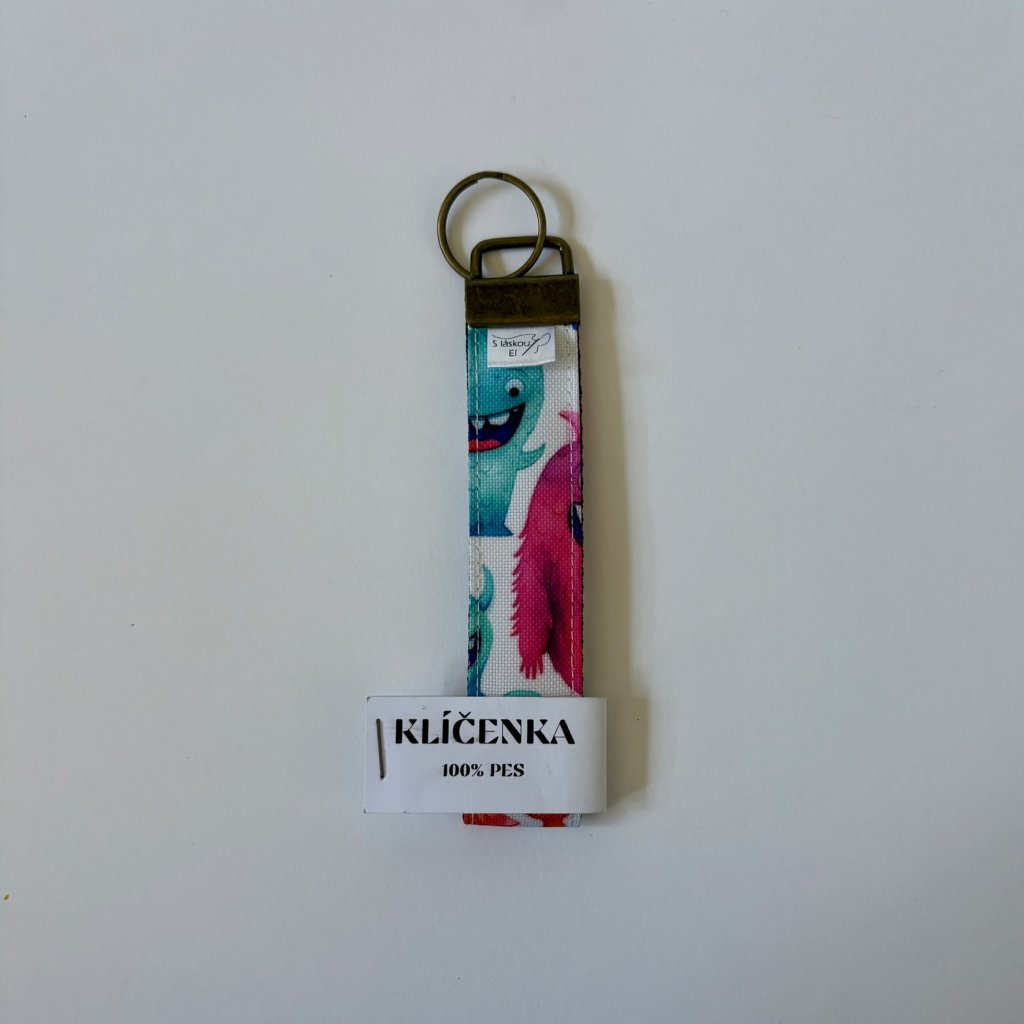 S láskou
El
KLÍČENKA
100% PES